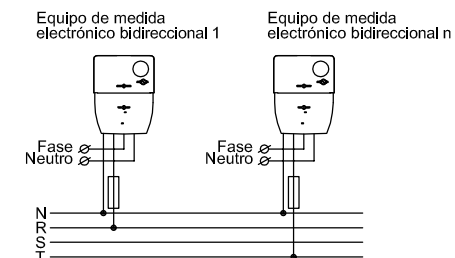 Equipo de medida
electrónico bidireccional 1
Equipo de medida
electrónico bidireccional n
Fase
Neutro
Fase
Neutro
N
R
S
T